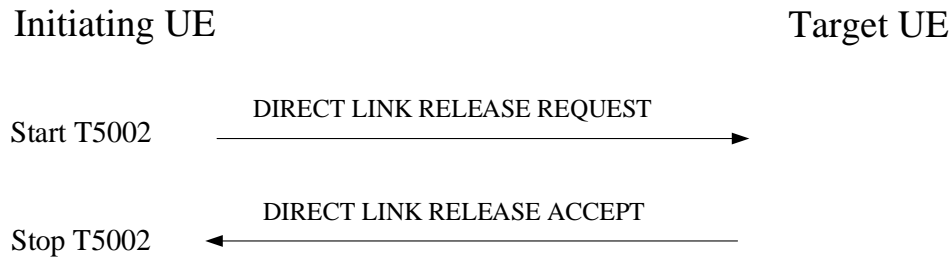 Initiating UE
Target UE
DIRECT LINK RELEASE REQUEST
Start T5002
DIRECT LINK RELEASE ACCEPT
Stop T5002